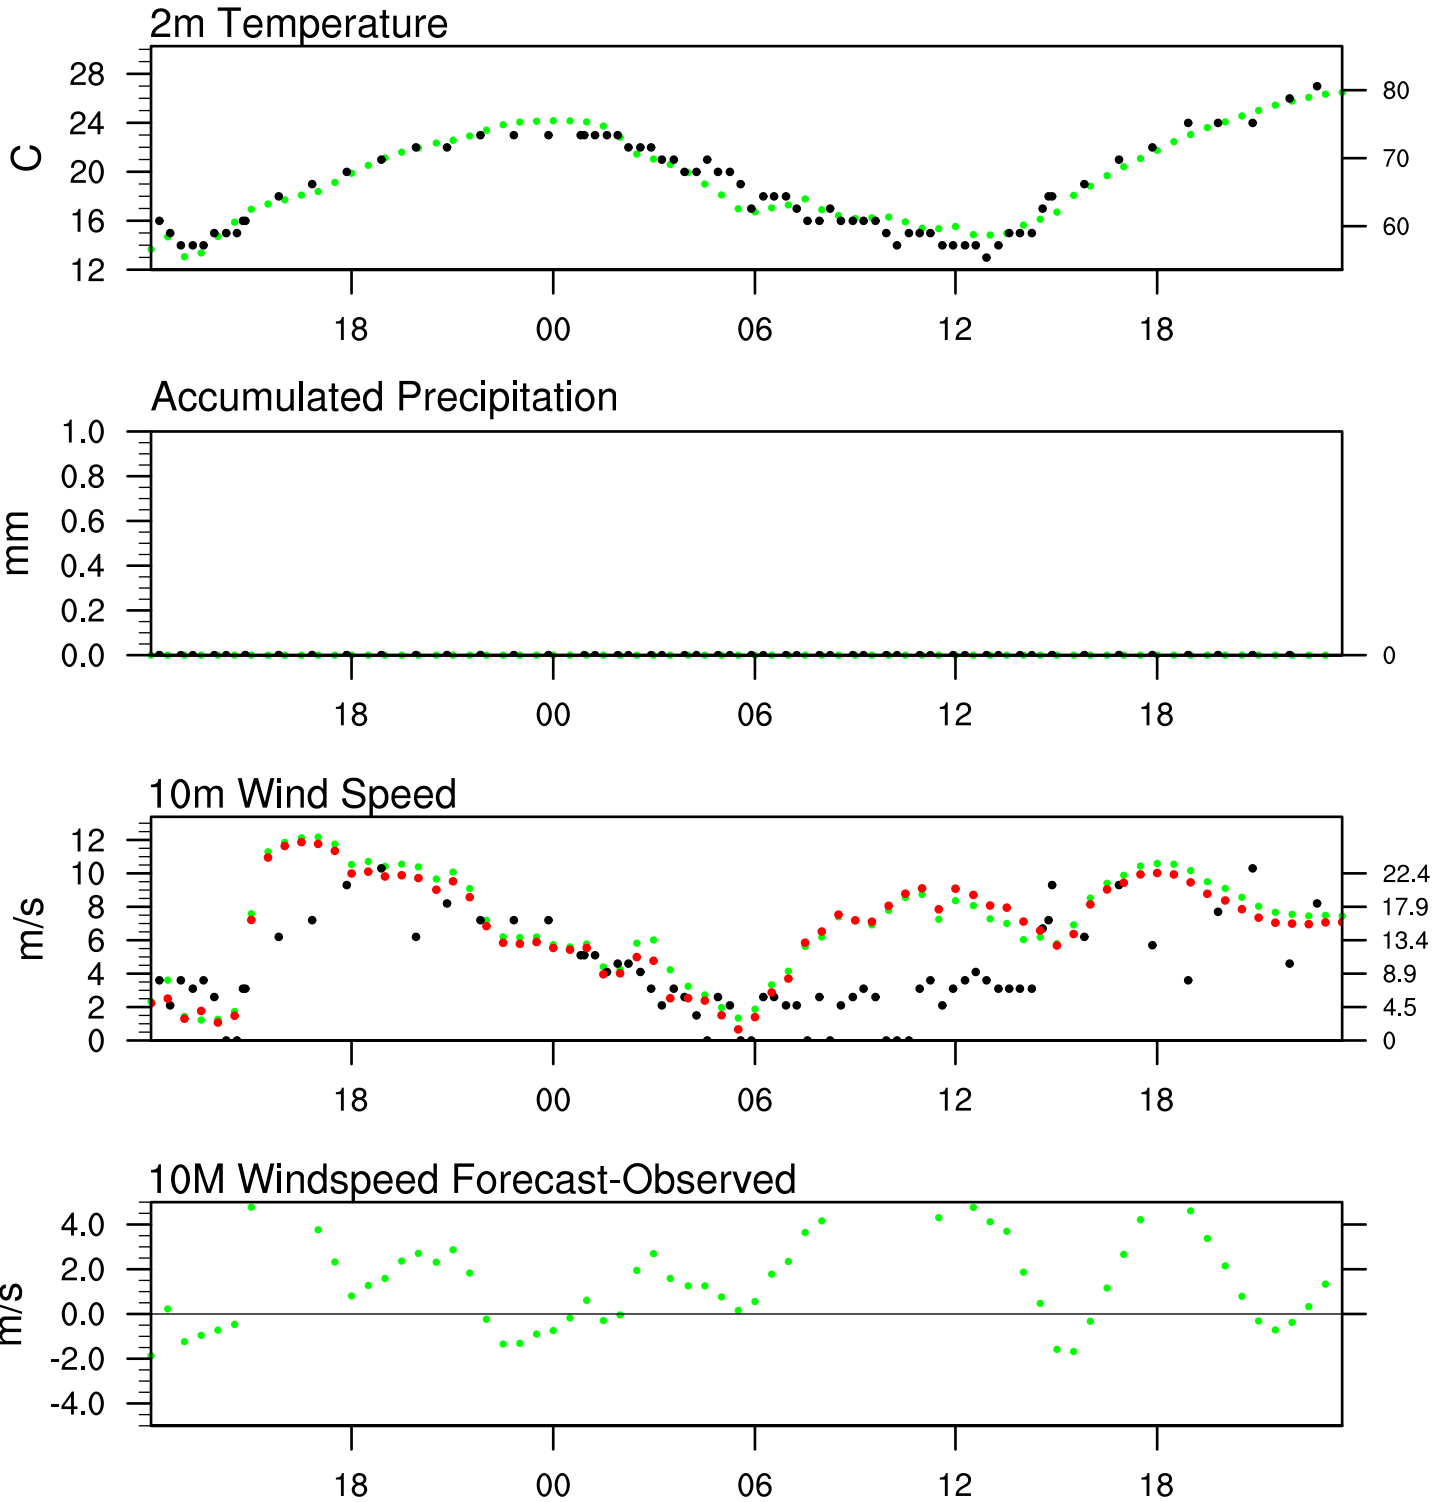 2m Temperature
28
24
20
16
12
C
80
70
60
18 00 06 12 18
Accumulated Precipitation
1.0
0.8
0.6
0.4
0.2
0.0
mm
0
18 00 06 12 18
10m Wind Speed
12
10
8
6
4
2
0
m/s
22.4
17.9
13.4
8.9
4.5
0
18 00 06 12 18
10M Windspeed Forecast-Observed
4.0
2.0
0.0
-2.0
-4.0
m/s
18 00 06 12 18